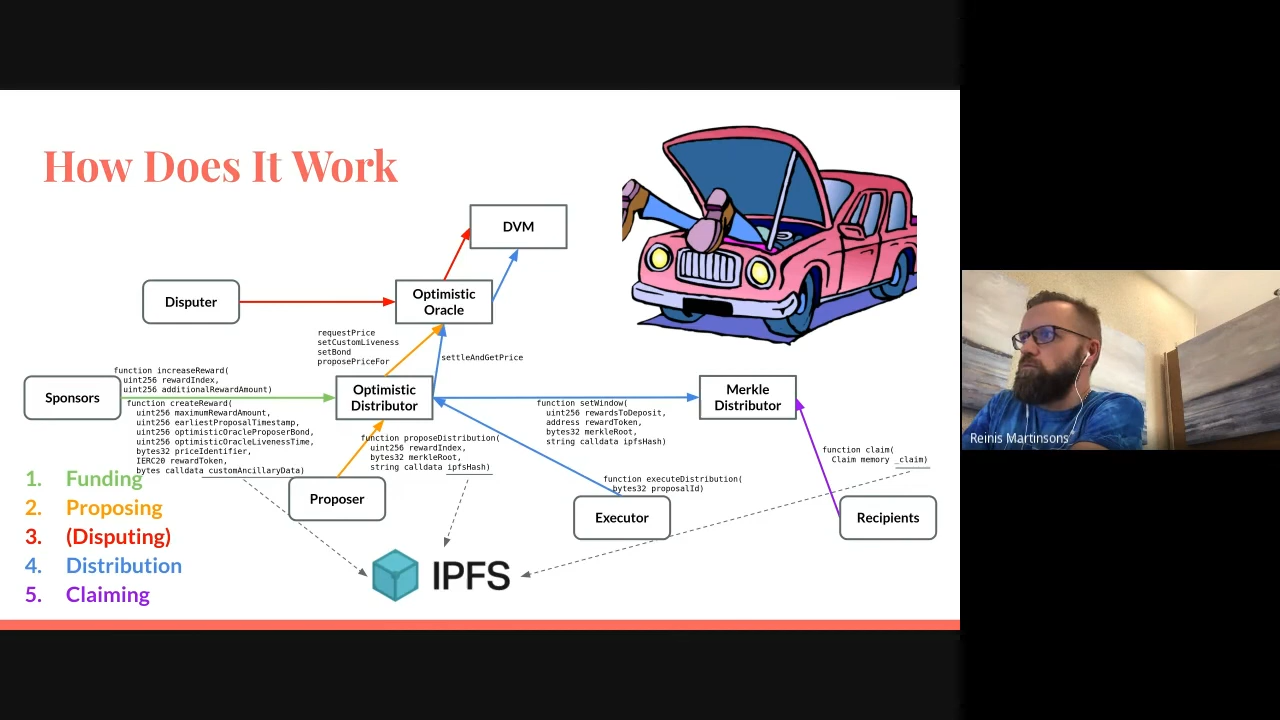 How Does It Work
DVM
Disputer
Optimistic
Oracle
requestPrice
setCustomLiveness
setBond
proposePriceFor
settleAndGetPrice
function increaseReward(
uint256 rewardIndex,
uint256 additionalRewardAmount)
Sponsors
Optimistic
Distributor
Merkle
Distributor
function createReward(
uint256 maximumRewardAmount,
uint256 earliestProposalTimestamp,
uint256 optimisticOracleProposerBond,
uint256 optimisticOracleLivenessTime,
bytes32 priceIdentifier,
IERC20 rewardToken,
bytes calldata customAncillaryData)
function proposeDistribution(
uint256 rewardIndex,
bytes32 merkleRoot,
string calldata ipfsHash)
function setWindow(
uint256 rewardsToDeposit,
address rewardToken,
bytes32 merkleRoot,
string calldata ipfsHash)
function claim(
Claim memory _claim)
function executeDistribution(
bytes32 proposalId)
Proposer
Executor
Recipients
1. Funding
2. Proposing
3. (Disputing)
4. Distribution
5. Claiming
IPFS
Reinis Martinsons